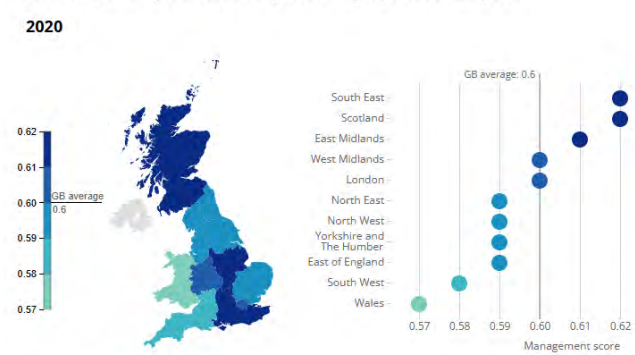 2020
GB average: 0.6
South East
Scotland
East Midlands
West Midlands
London
North East
North West
Yorkshire and
The Humber
East of England
South West
Wales
0.62
0.61
0.60
0.59
0.58
0.57
GB average
0.6
0.57 0.58 0.59 0.60 0.61 0.62
Management score